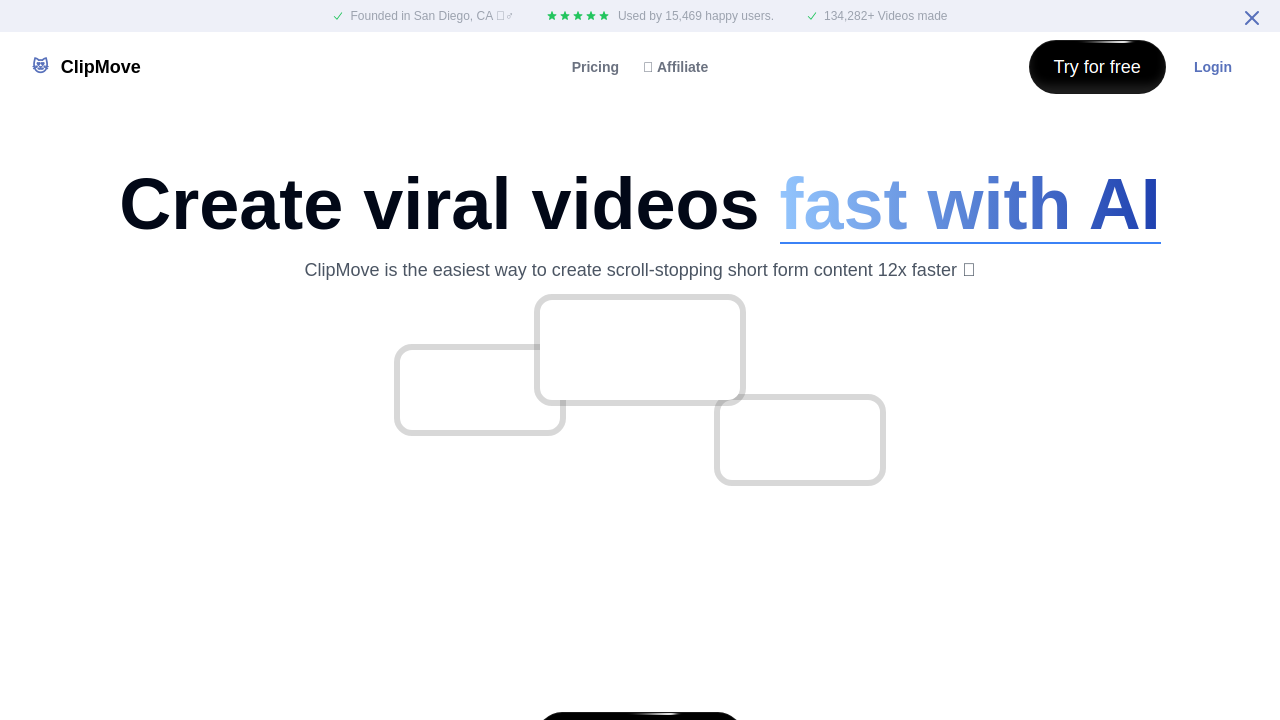 Founded in San Diego, CA
Used by 15,469 happy users.
134,282+ Videos made
ClipMove
Pricing
Affiliate
Try for free
Login
Create viral videos fast with AI
ClipMove is the easiest way to create scroll-stopping short form content 12x faster